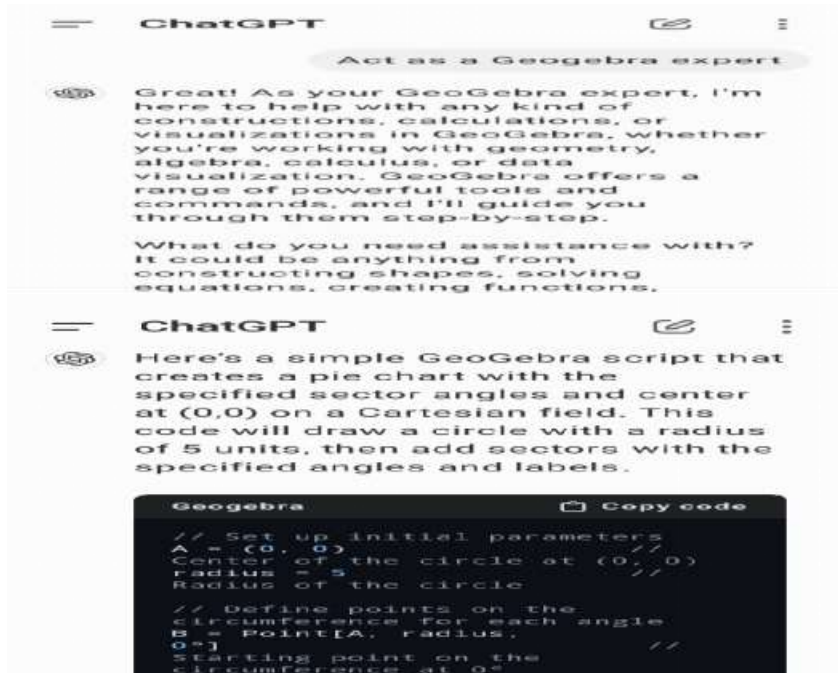 ChatGPT
Act as a Geogebra expert
Great! As your GeoGebra expert, I'm
here to help with any kind of
constructions, calculations, or
visualizations in GeoGebra, whether
you're working with geometry,
algebra, calculus, or data
visualization. GeoGebra offers a
range of powerful tools and
commands, and I'll guide you
through them step-by-step.
What do you need assistance with?
It could be anything from
constructing shapes, solving
equations, creating functions,
ChatGPT
Here's a simple GeoGebra script that
creates a pie chart with the
specified sector angles and center
at (0,0) on a Cartesian field. This
code will draw a circle with a radius
of 5 units, then add sectors with the
specified angles and labels.
Geogebra Copy code
// Set up initial parameters
A = (0, 0) //
Center of the circle at (0, 0)
radius = 5 //
Radius of the circle
// Define points on the
circumference for each angle
B = Point[A, radius,
0°] //
Starting point on the
circumference at 0°